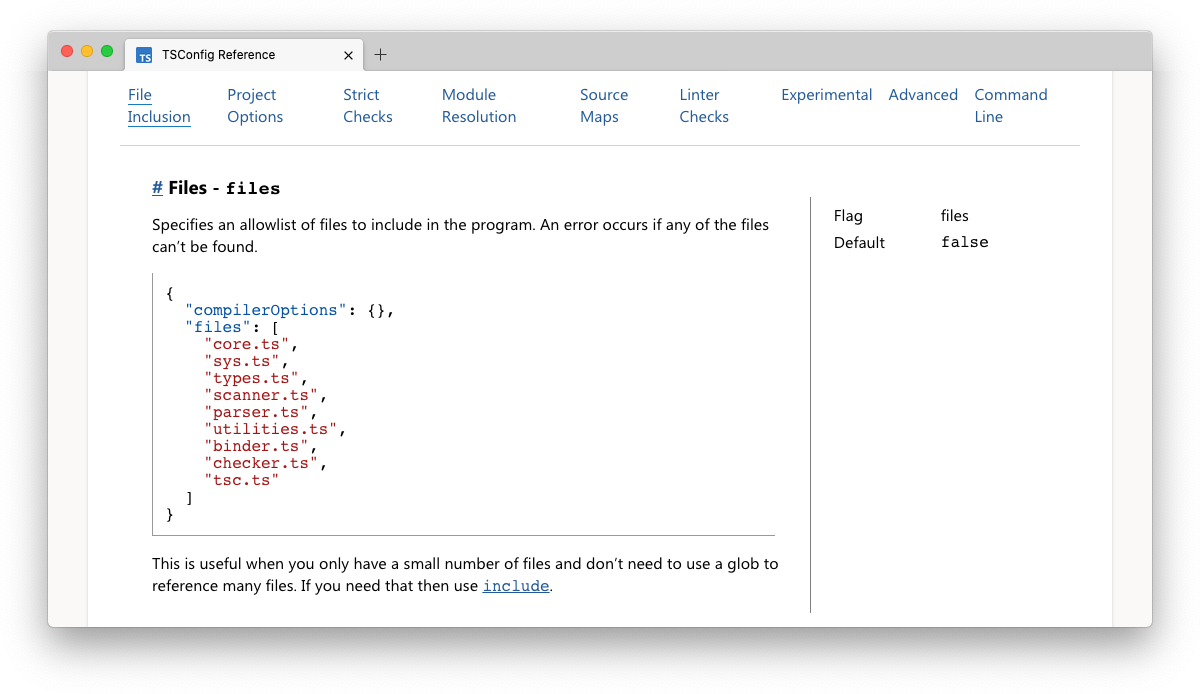 TS TSConfig Reference
File Inclusion
Project Options
Strict Checks
Module Resolution
Source Maps
Linter Checks
Experimental
Advanced
Command Line
# Files - files
Specifies an allowlist of files to include in the program. An error occurs if any of the files
can’t be found.
{
  "compilerOptions": {},
  "files": [
    "core.ts",
    "sys.ts",
    "types.ts",
    "scanner.ts",
    "parser.ts",
    "utilities.ts",
    "binder.ts",
    "checker.ts",
    "tsc.ts"
  ]
}
This is useful when you only have a small number of files and don’t need to use a glob to
reference many files. If you need that then use include.
Flag files
Default false